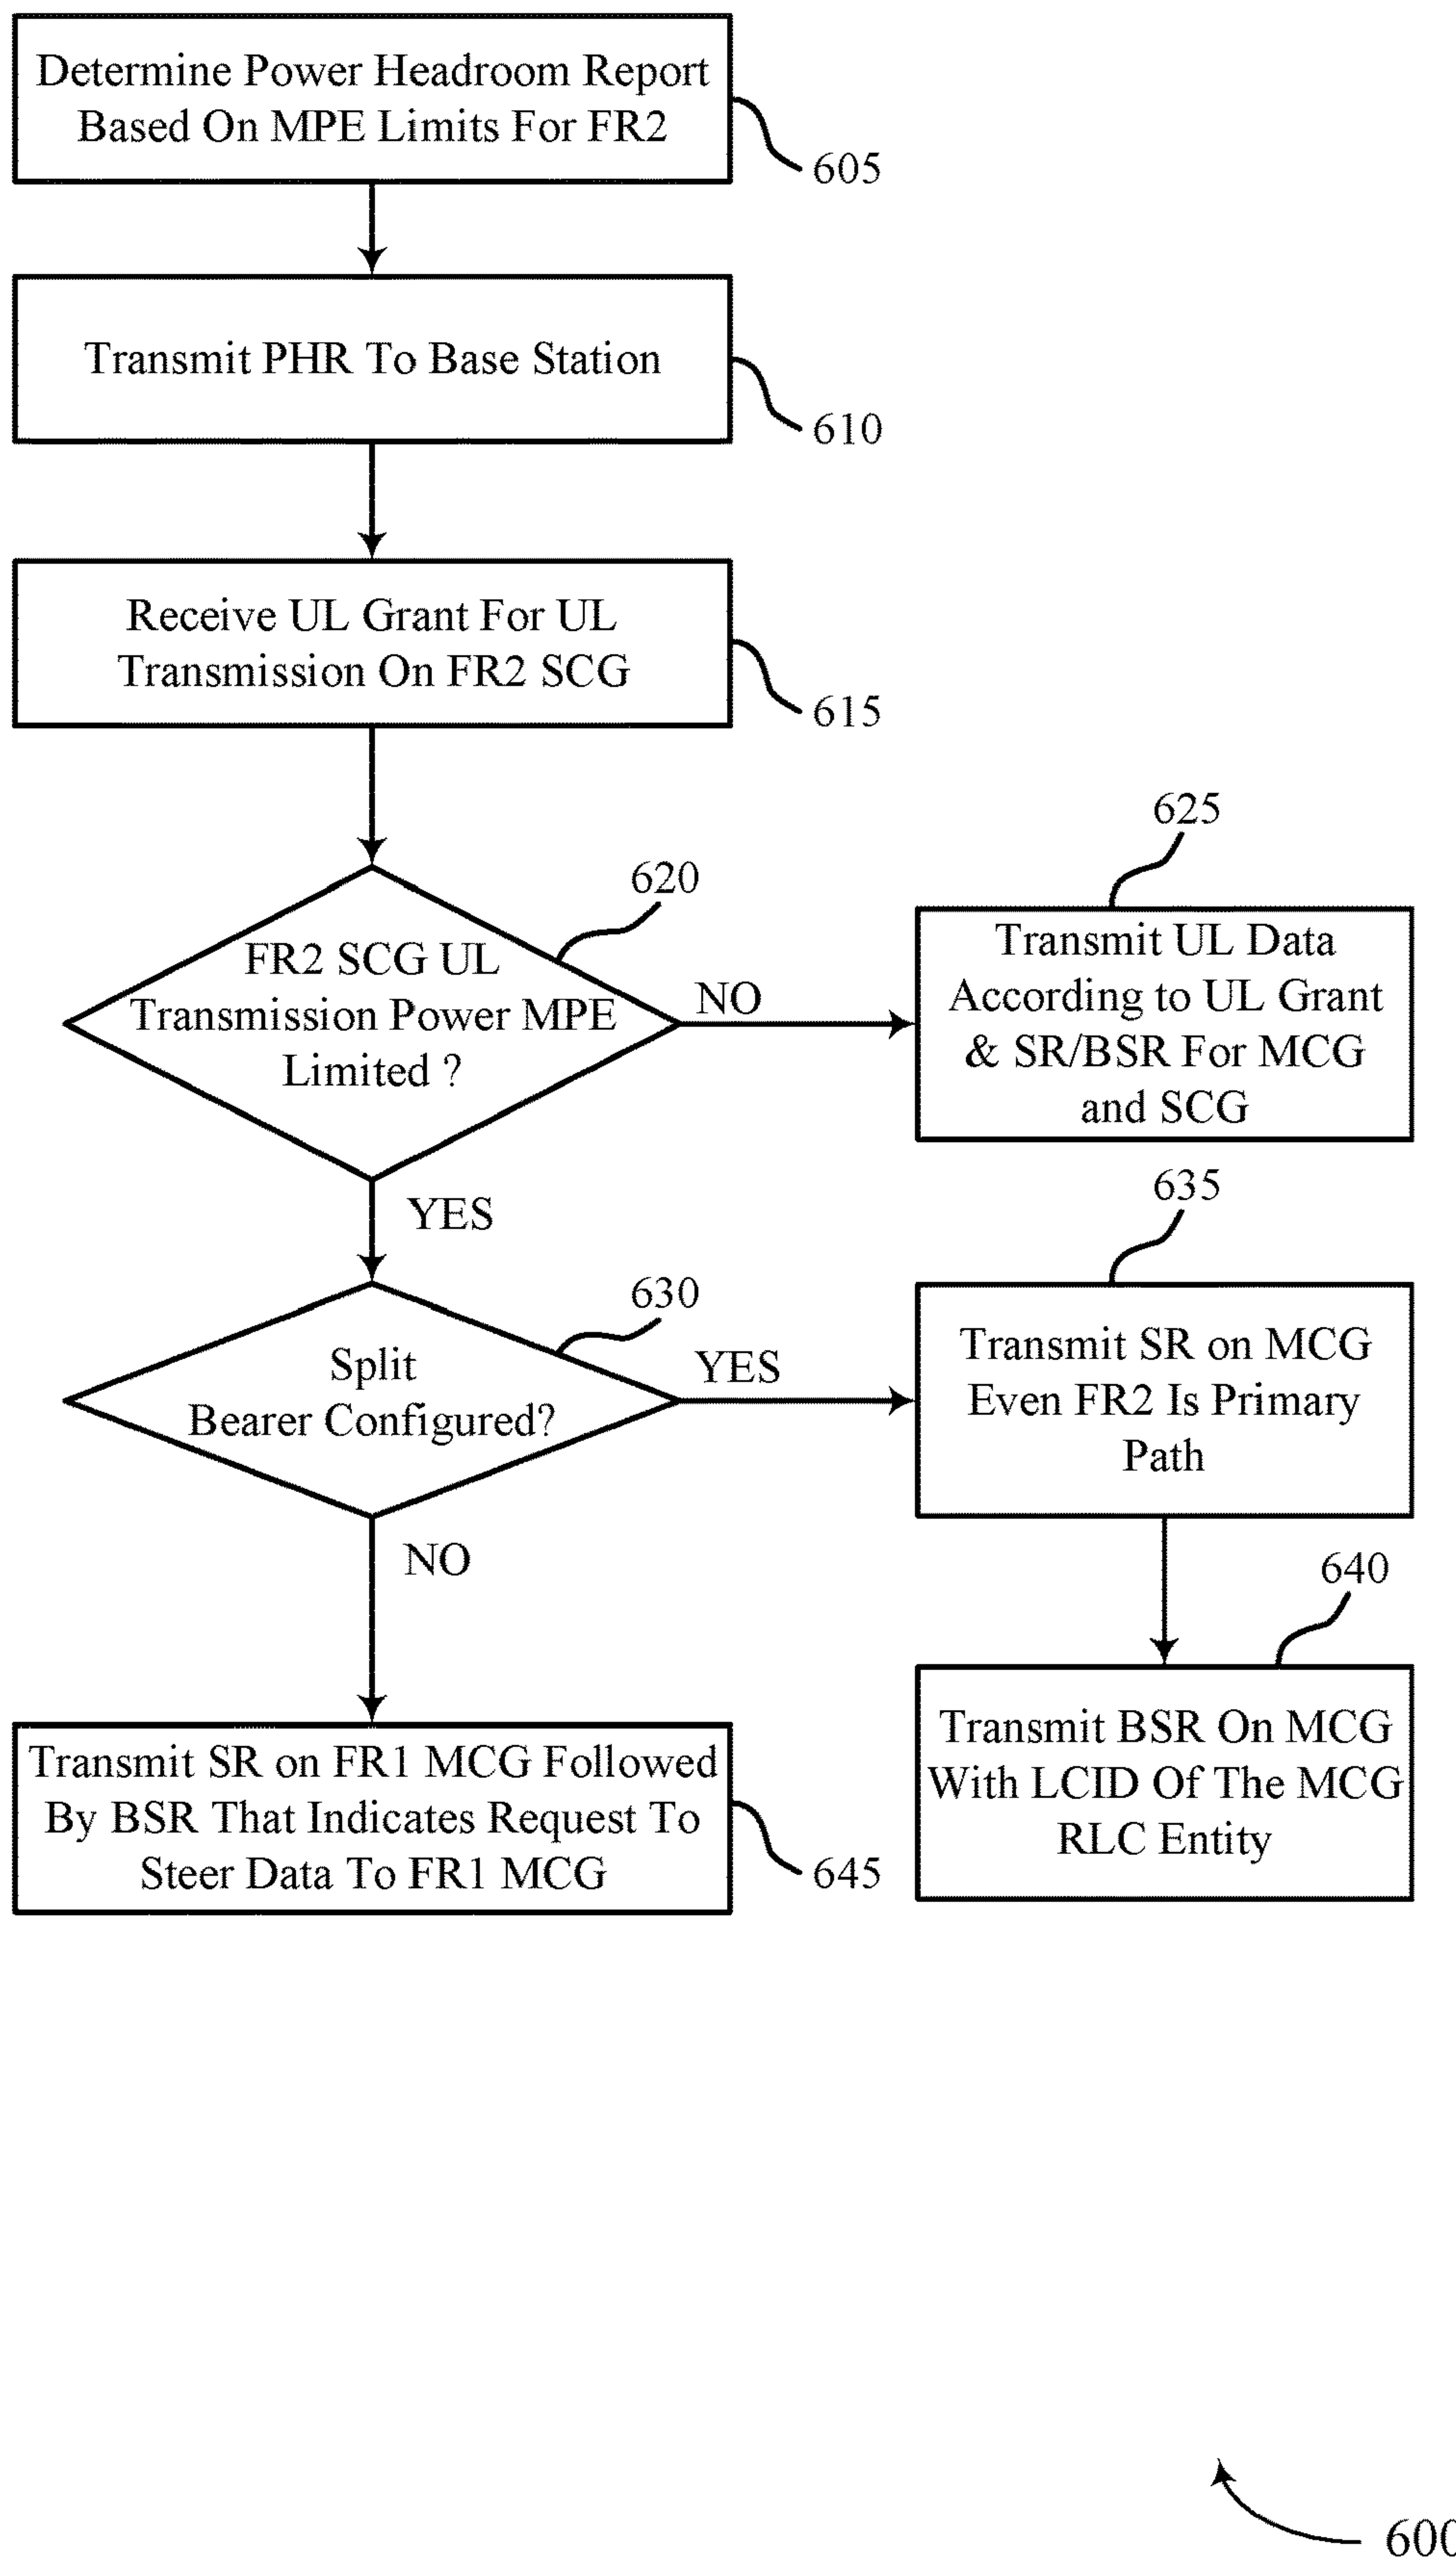 Determine Power Headroom Report
Based On MPE Limits For FR2
605
Transmit PHR To Base Station
610
Receive UL Grant For UL
Transmission On FR2 SCG
615
620
FR2 SCG UL
Transmission Power MPE
Limited ?
NO
625
Transmit UL Data
According to UL Grant
& SR/BSR For MCG
and SCG
YES
630
Split
Bearer Configured?
YES
635
Transmit SR on MCG
Even FR2 Is Primary
Path
NO
640
Transmit BSR On MCG
With LCID Of The MCG
RLC Entity
Transmit SR on FR1 MCG Followed
By BSR That Indicates Request To
Steer Data To FR1 MCG
645
600